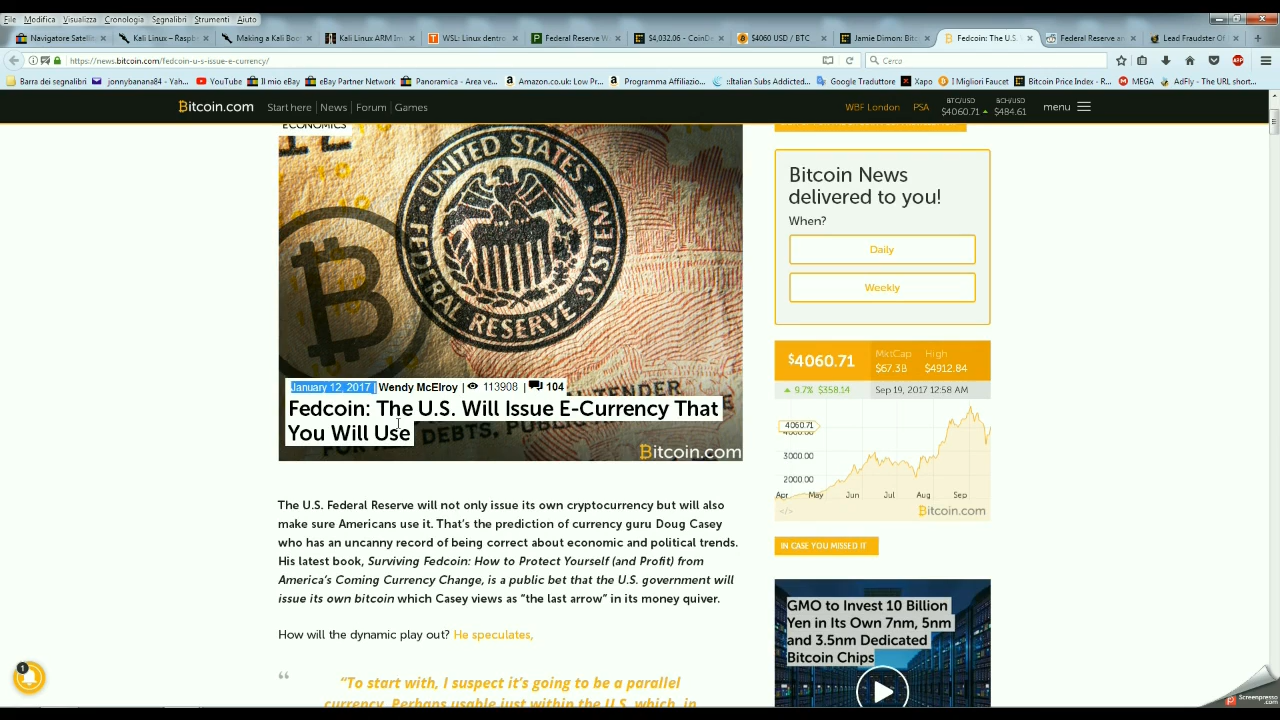 File Modifica Visualizza Cronologia Segnalibri Strumenti Aiuto
Navigatore Satelli Kali Linux – Raspb Making a Kali Boo Kali Linux ARM Im WSL: Linux dentro Federal Reserve W $4,032.06 - CoinDe $4060 USD / BTC Jamie Dimon: Bitc Fedcoin: The U.S. Federal Reserve an Lead Fraudster Of
https://news.bitcoin.com/fedcoin-u-s-issue-e-currency/ Cerca
Barra dei segnalibri jonnybanana4 - Yah... YouTube Il mio eBay eBay Partner Network Panoramica - Area ve... Amazon.co.uk: Low Pr... Programma Affiliazio... ::Italian Subs Addicted... Google Traduttore Xapo I Migliori Faucet Bitcoin Price Index - R... MEGA AdFly - The URL short...
Bitcoin.com Start here News Forum Games WBF London PSA BTC/USD $4060.71 BCH/USD $484.61 menu
ECONOMICS
UNITED STATES
FEDERAL RESERVE SYSTEM
TENDER
DEBTS, PUBLIC
January 12, 2017 | Wendy McElroy | 113908 | 104
Fedcoin: The U.S. Will Issue E-Currency That
You Will Use
Bitcoin.com
The U.S. Federal Reserve will not only issue its own cryptocurrency but will also
make sure Americans use it. That's the prediction of currency guru Doug Casey
who has an uncanny record of being correct about economic and political trends.
His latest book, Surviving Fedcoin: How to Protect Yourself (and Profit) from
America's Coming Currency Change, is a public bet that the U.S. government will
issue its own bitcoin which Casey views as “the last arrow” in its money quiver.
How will the dynamic play out? He speculates,
“To start with, I suspect it's going to be a parallel
currency. Perhaps usable just within the U.S. which, in
Bitcoin News
delivered to you!
When?
Daily
Weekly
$4060.71 MktCap High
$67.3B $4912.84
9.7% $358.14 Sep 19, 2017 12:58 AM
4060.71
4000.00
3000.00
2000.00
Apr May Jun Jul Aug Sep
</> Bitcoin.com
IN CASE YOU MISSED IT
GMO to Invest 10 Billion
Yen in Its Own 7nm, 5nm
and 3.5nm Dedicated
Bitcoin Chips
1
Screenpresso
.com